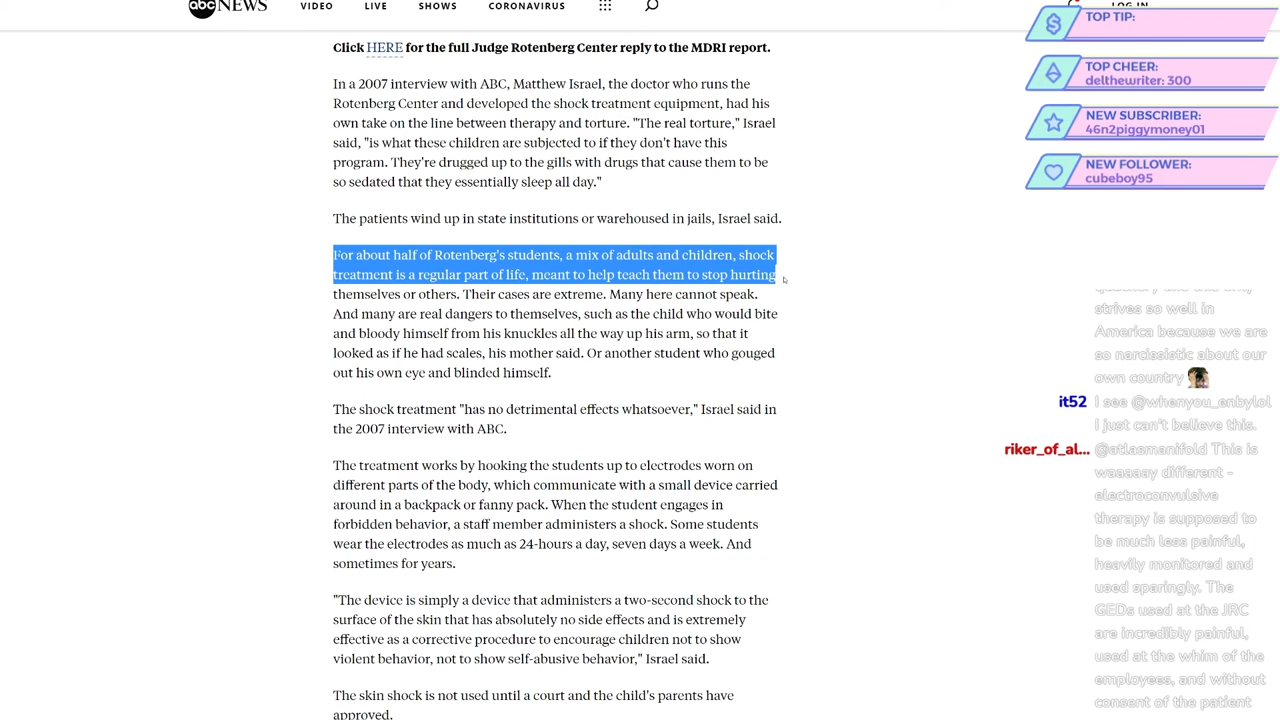 abc NEWS VIDEO LIVE SHOWS CORONAVIRUS LOG IN
Click HERE for the full Judge Rotenberg Center reply to the MDRI report.
In a 2007 interview with ABC, Matthew Israel, the doctor who runs the
Rotenberg Center and developed the shock treatment equipment, had his
own take on the line between therapy and torture. "The real torture," Israel
said, "is what these children are subjected to if they don't have this
program. They're drugged up to the gills with drugs that cause them to be
so sedated that they essentially sleep all day."
The patients wind up in state institutions or warehoused in jails, Israel said.
For about half of Rotenberg's students, a mix of adults and children, shock
treatment is a regular part of life, meant to help teach them to stop hurting
themselves or others. Their cases are extreme. Many here cannot speak.
And many are real dangers to themselves, such as the child who would bite
and bloody himself from his knuckles all the way up his arm, so that it
looked as if he had scales, his mother said. Or another student who gouged
out his own eye and blinded himself.
The shock treatment "has no detrimental effects whatsoever," Israel said in
the 2007 interview with ABC.
The treatment works by hooking the students up to electrodes worn on
different parts of the body, which communicate with a small device carried
around in a backpack or fanny pack. When the student engages in
forbidden behavior, a staff member administers a shock. Some students
wear the electrodes as much as 24-hours a day, seven days a week. And
sometimes for years.
"The device is simply a device that administers a two-second shock to the
surface of the skin that has absolutely no side effects and is extremely
effective as a corrective procedure to encourage children not to show
violent behavior, not to show self-abusive behavior," Israel said.
The skin shock is not used until a court and the child's parents have
approved.
TOP TIP:
TOP CHEER:
delthewriter: 300
NEW SUBSCRIBER:
46n2piggymoney01
NEW FOLLOWER:
cubeboy95
strives so well in
America because we are
so narcissistic about our
own country
it52 I see @whenyou_enbylol
I just can't believe this.
riker_of_al... @atlasmanifold This is
waaaaay different -
electroconvulsive
therapy is supposed to
be much less painful,
heavily monitored and
used sparingly. The
GEDs used at the JRC
are incredibly painful,
used at the whim of the
employees, and without
consent of the patient